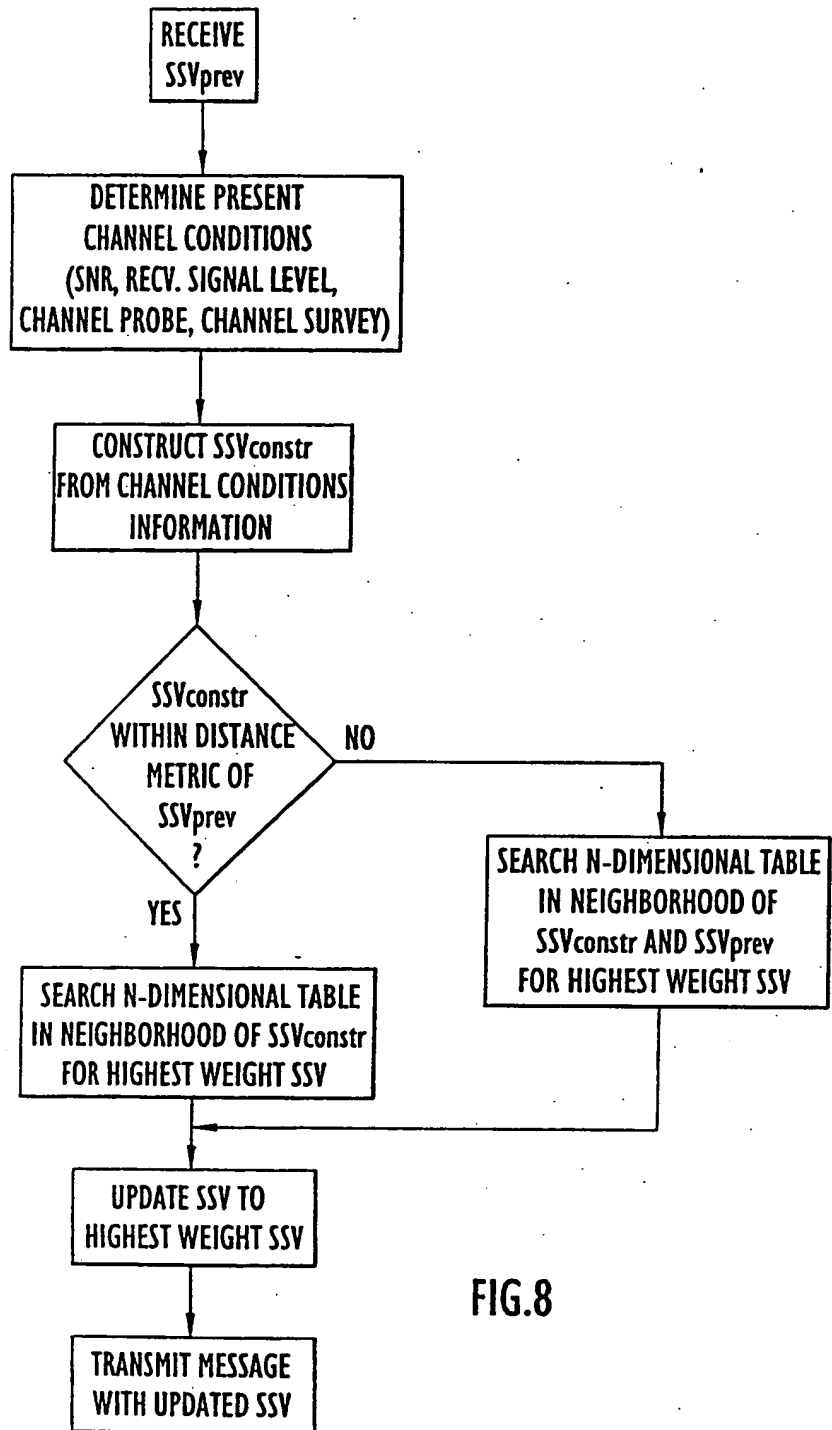 RECEIVE
SSVprev
DETERMINE PRESENT
CHANNEL CONDITIONS
(SNR, RECV. SIGNAL LEVEL,
CHANNEL PROBE, CHANNEL SURVEY)
CONSTRUCT SSVconstr
FROM CHANNEL CONDITIONS
INFORMATION
SSVconstr
WITHIN DISTANCE
METRIC OF
SSVprev
?
NO
YES
SEARCH N-DIMENSIONAL TABLE
IN NEIGHBORHOOD OF
SSVconstr AND SSVprev
FOR HIGHEST WEIGHT SSV
SEARCH N-DIMENSIONAL TABLE
IN NEIGHBORHOOD OF SSVconstr
FOR HIGHEST WEIGHT SSV
UPDATE SSV TO
HIGHEST WEIGHT SSV
TRANSMIT MESSAGE
WITH UPDATED SSV
FIG.8